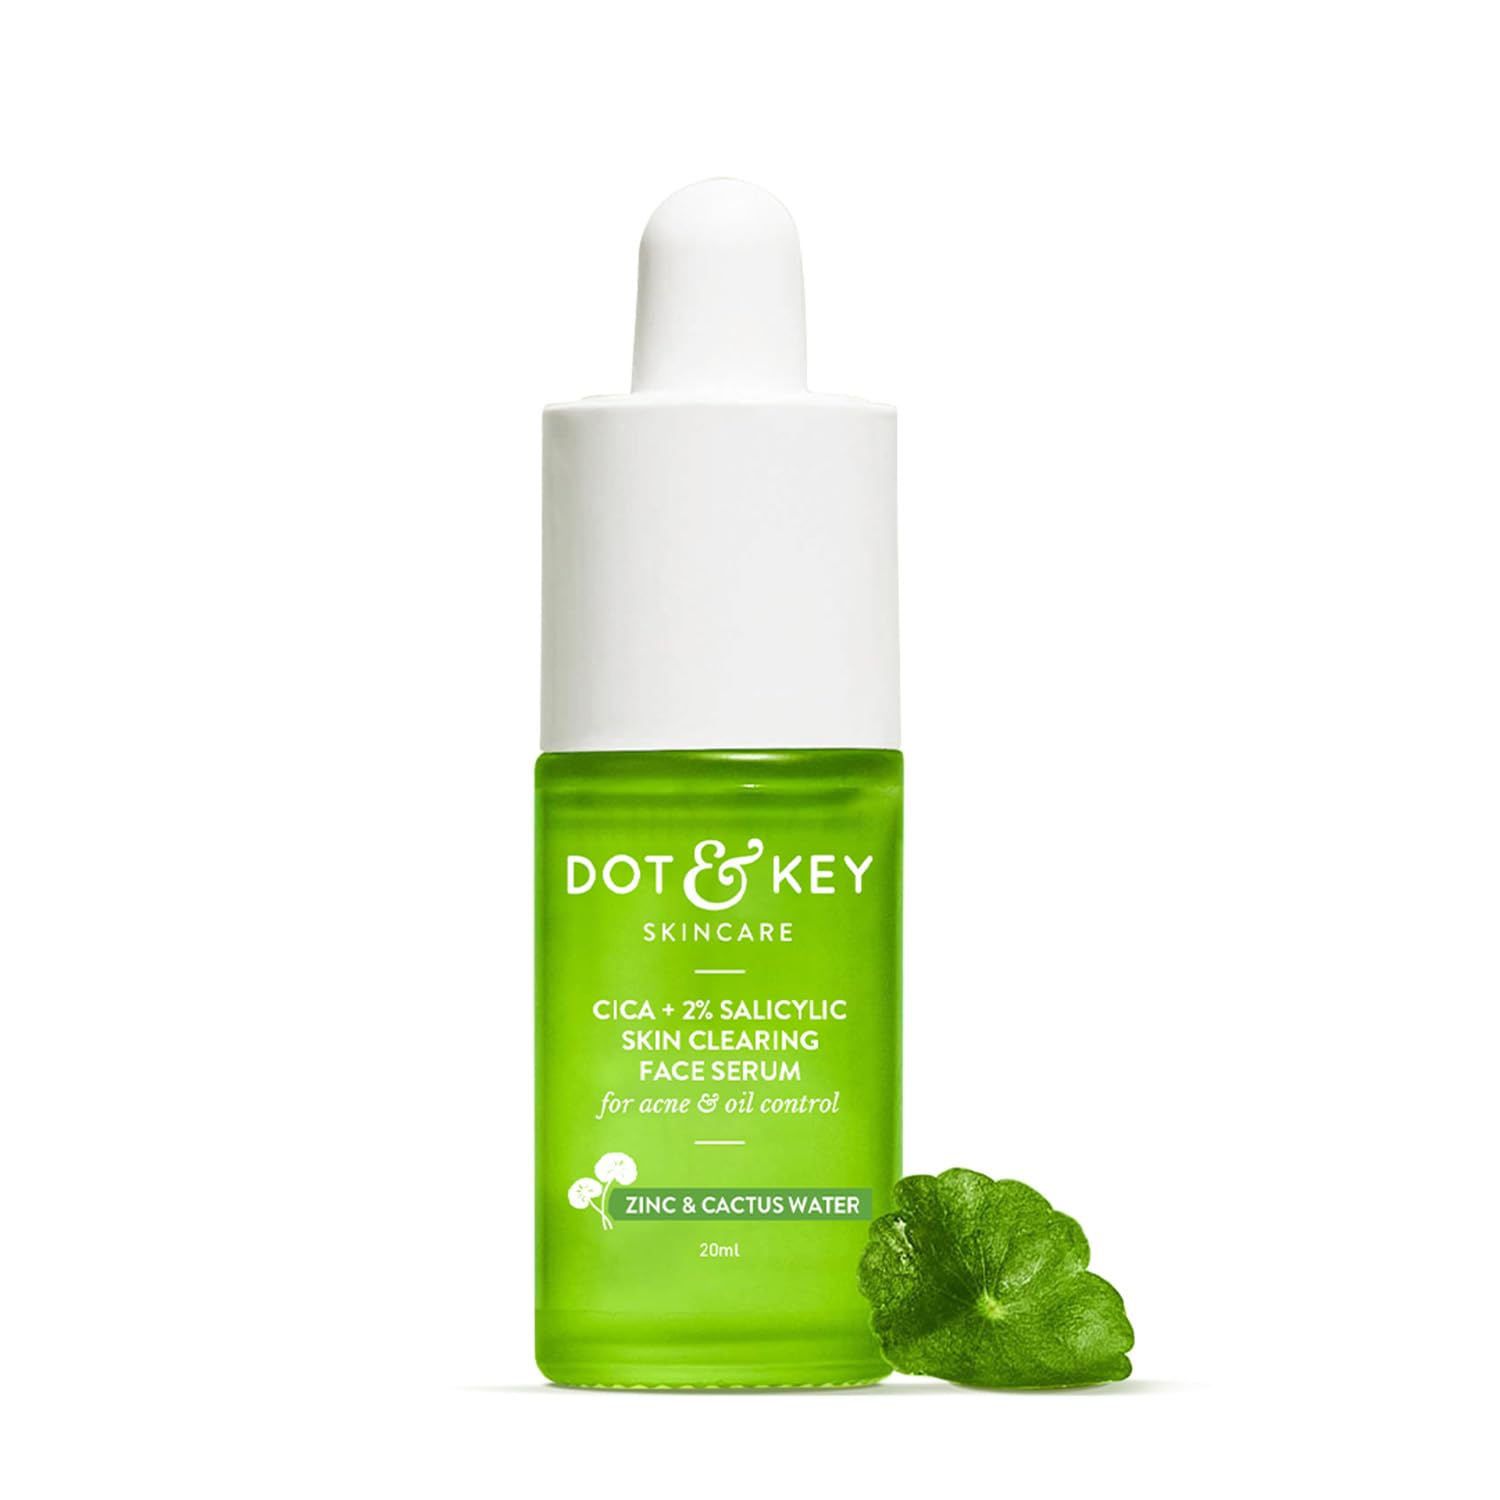 DOT & KEY
SKINCARE
CICA + 2% SALICYLIC
SKIN CLEARING
FACE SERUM
for acne & oil control
ZINC & CACTUS WATER
20ml